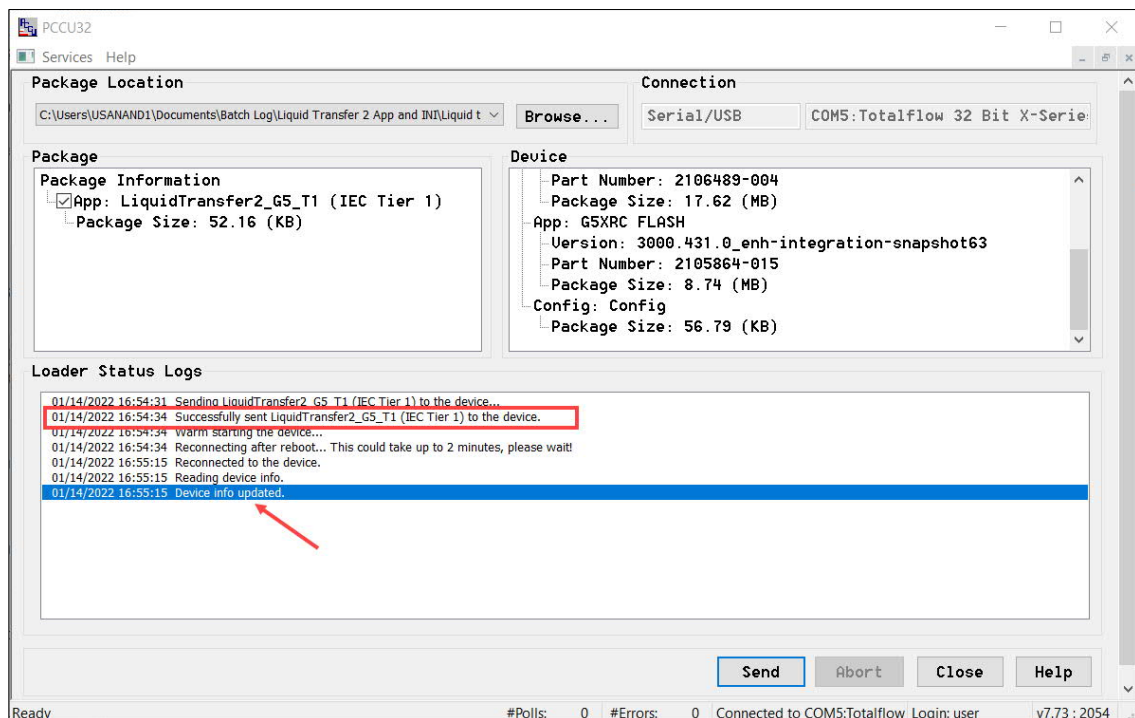 PCCU32
Services Help
Package Location
C:\Users\USANAND1\Documents\Batch Log\Liquid Transfer 2 App and INI\Liquid t
Browse...
Connection
Serial/USB
COM5:Totalflow 32 Bit X-Serie
Package
Package Information
App: LiquidTransfer2_G5_T1 (IEC Tier 1)
Package Size: 52.16 (KB)
Device
Part Number: 2106489-004
Package Size: 17.62 (MB)
App: G5XRC FLASH
Version: 3000.431.0_enh-integration-snapshot63
Part Number: 2105864-015
Package Size: 8.74 (MB)
Config: Config
Package Size: 56.79 (KB)
Loader Status Logs
01/14/2022 16:54:31 Sending LiquidTransfer2_G5_T1 (IEC Tier 1) to the device...
01/14/2022 16:54:34 Successfully sent LiquidTransfer2_G5_T1 (IEC Tier 1) to the device.
01/14/2022 16:54:34 Warm starting the device...
01/14/2022 16:54:34 Reconnecting after reboot... This could take up to 2 minutes, please wait!
01/14/2022 16:55:15 Reconnected to the device.
01/14/2022 16:55:15 Reading device info.
01/14/2022 16:55:15 Device info updated.
Send Abort Close Help
Ready #Polls: 0 #Errors: 0 Connected to COM5:Totalflow Login: user v7.73 : 2054